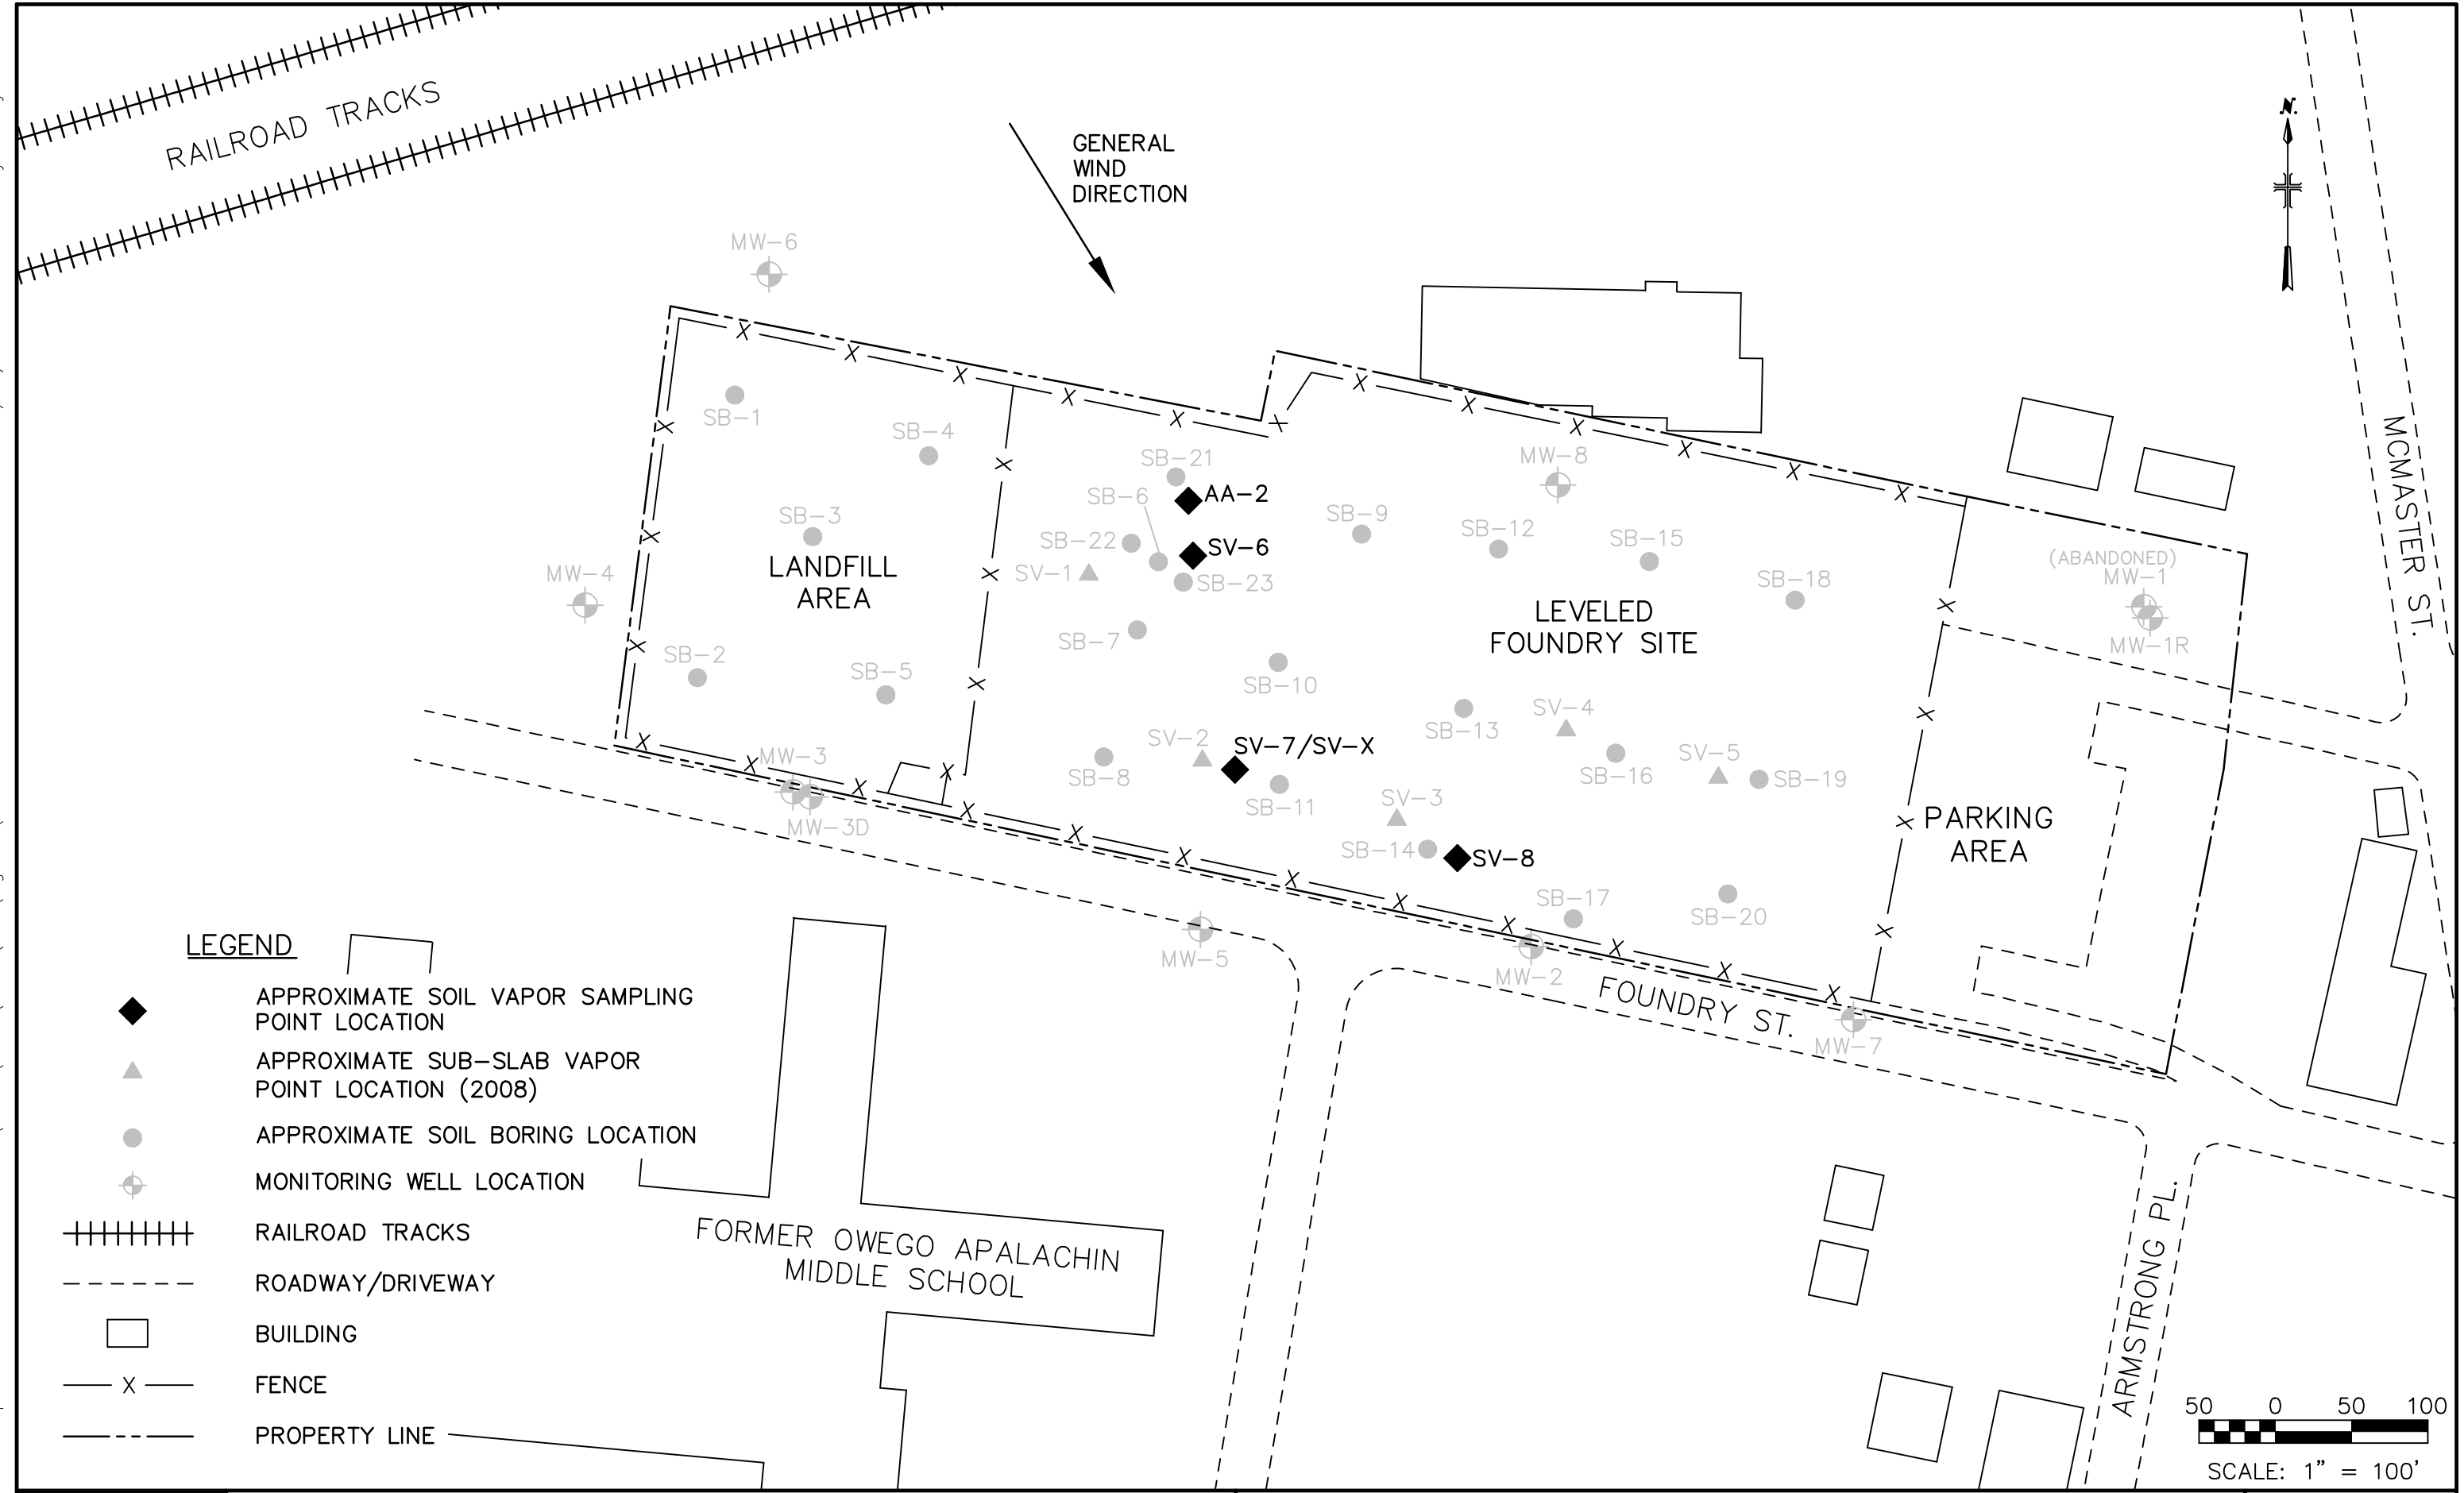 RAILROAD TRACKS
GENERAL
WIND
DIRECTION
N.
MW-6
SB-1
SB-4
SB-21
AA-2
SB-6
SV-6
SB-22
SV-1
SB-23
SB-3
LANDFILL
AREA
MW-4
SB-7
SB-2
SB-5
SB-9
MW-8
SB-12
SB-15
SB-18
LEVELED
FOUNDRY SITE
(ABANDONED)
MW-1
MW-1R
MCMASTER ST.
SB-10
SB-13
SV-4
SV-2
SV-7/SV-X
SB-8
SB-11
SB-16
SV-5
SB-19
MW-3
MW-3D
SV-3
SB-14
SV-8
PARKING
AREA
SB-17
SB-20
MW-5
MW-2
FOUNDRY ST.
MW-7
ARMSTRONG PL.
FORMER OWEGO APALACHIN
MIDDLE SCHOOL
LEGEND
APPROXIMATE SOIL VAPOR SAMPLING
POINT LOCATION
APPROXIMATE SUB-SLAB VAPOR
POINT LOCATION (2008)
APPROXIMATE SOIL BORING LOCATION
MONITORING WELL LOCATION
RAILROAD TRACKS
ROADWAY/DRIVEWAY
BUILDING
X FENCE
PROPERTY LINE
50 0 50 100
SCALE: 1" = 100'